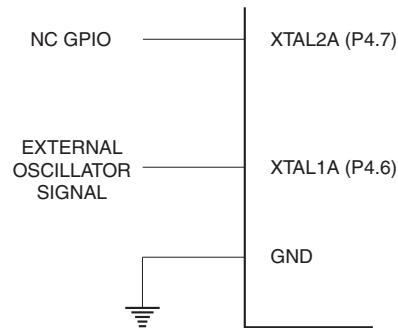 NC GPIO
XTAL2A (P4.7)
EXTERNAL
OSCILLATOR
SIGNAL
XTAL1A (P4.6)
GND